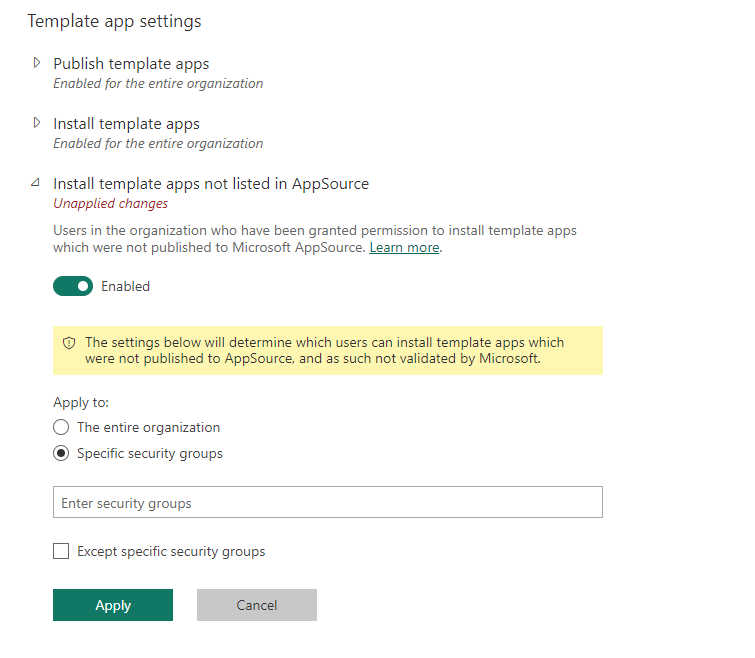 Template app settings
Publish template apps
Enabled for the entire organization
Install template apps
Enabled for the entire organization
Install template apps not listed in AppSource
Unapplied changes
Users in the organization who have been granted permission to install template apps
which were not published to Microsoft AppSource. Learn more.
Enabled
The settings below will determine which users can install template apps which
were not published to AppSource, and as such not validated by Microsoft.
Apply to:
The entire organization
Specific security groups
Enter security groups
Except specific security groups
Apply Cancel